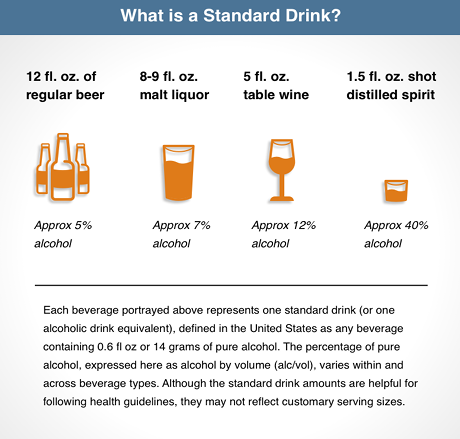 What is a Standard Drink?
12 fl. oz. of
regular beer
8-9 fl. oz.
malt liquor
5 fl. oz.
table wine
1.5 fl. oz. shot
distilled spirit
Approx 5%
alcohol
Approx 7%
alcohol
Approx 12%
alcohol
Approx 40%
alcohol
Each beverage portrayed above represents one standard drink (or one
alcoholic drink equivalent), defined in the United States as any beverage
containing 0.6 fl oz or 14 grams of pure alcohol. The percentage of pure
alcohol, expressed here as alcohol by volume (alc/vol), varies within and
across beverage types. Although the standard drink amounts are helpful for
following health guidelines, they may not reflect customary serving sizes.